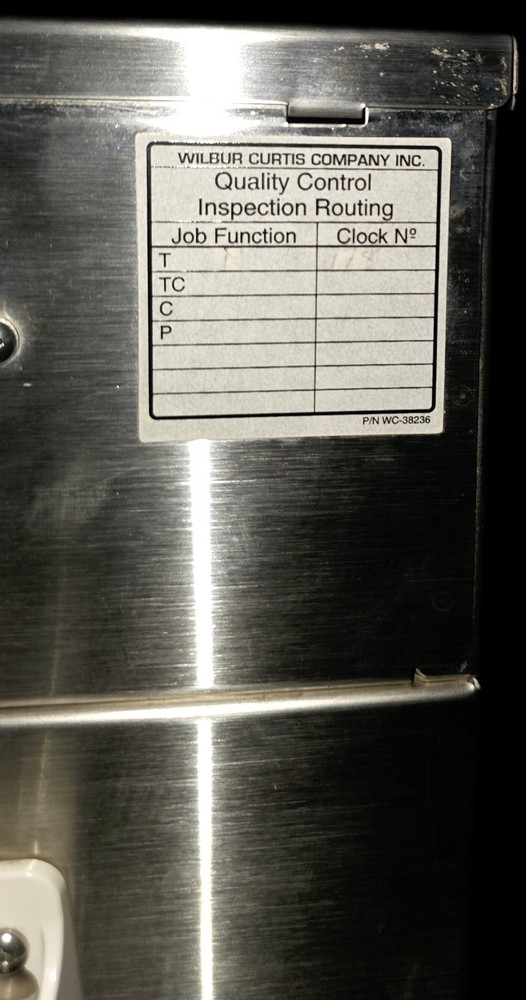 WILBUR CURTIS COMPANY INC.
Quality Control
Inspection Routing
Job Function Clock Nº
T
TC
C
P
P/N WC-38236